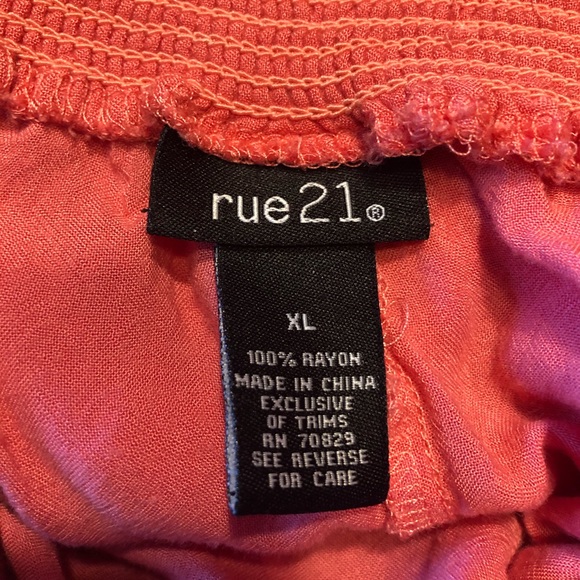 rue21®
XL
100% RAYON
MADE IN CHINA
EXCLUSIVE
OF TRIMS
RN 70829
SEE REVERSE
FOR CARE